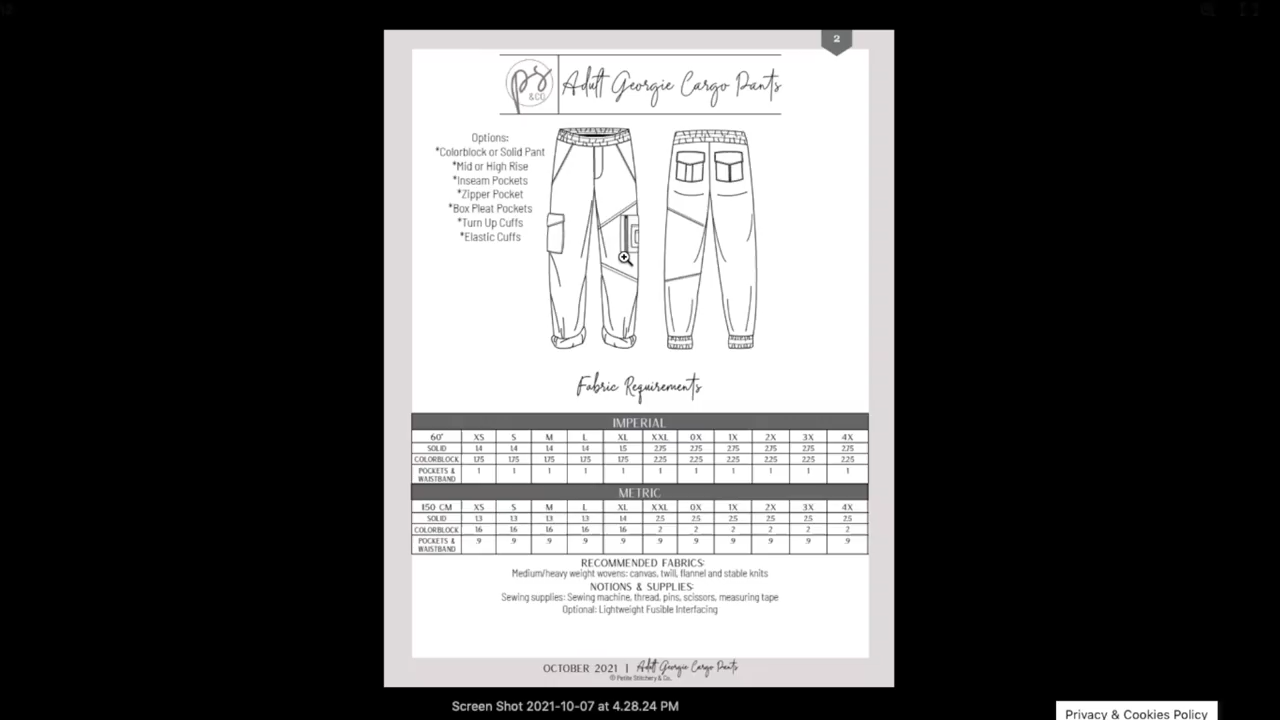 2
ps
&CO.
Adult Georgie Cargo Pants
Options:
*Colorblock or Solid Pant
*Mid or High Rise
*Inseam Pockets
*Zipper Pocket
*Box Pleat Pockets
*Turn Up Cuffs
*Elastic Cuffs
Fabric Requirements
IMPERIAL
60" XS S M L XL XXL 0X 1X 2X 3X 4X
SOLID 1.4 1.4 1.4 1.4 1.5 2.75 2.75 2.75 2.75 2.75 2.75
COLORBLOCK 1.75 1.75 1.75 1.75 1.75 2.25 2.25 2.25 2.25 2.25 2.25
POCKETS & WAISTBAND 1 1 1 1 1 1 1 1 1 1 1
METRIC
150 CM XS S M L XL XXL 0X 1X 2X 3X 4X
SOLID 1.3 1.3 1.3 1.3 1.4 2.5 2.5 2.5 2.5 2.5 2.5
COLORBLOCK 1.6 1.6 1.6 1.6 1.6 2 2 2 2 2 2
POCKETS & WAISTBAND .9 .9 .9 .9 .9 .9 .9 .9 .9 .9 .9
RECOMMENDED FABRICS:
Medium/heavy weight wovens: canvas, twill, flannel and stable knits
NOTIONS & SUPPLIES:
Sewing supplies: Sewing machine, thread, pins, scissors, measuring tape
Optional: Lightweight Fusible Interfacing
OCTOBER 2021 | Adult Georgie Cargo Pants
© Petite Stitchery & Co.
Screen Shot 2021-10-07 at 4.28.24 PM
Privacy & Cookies Policy